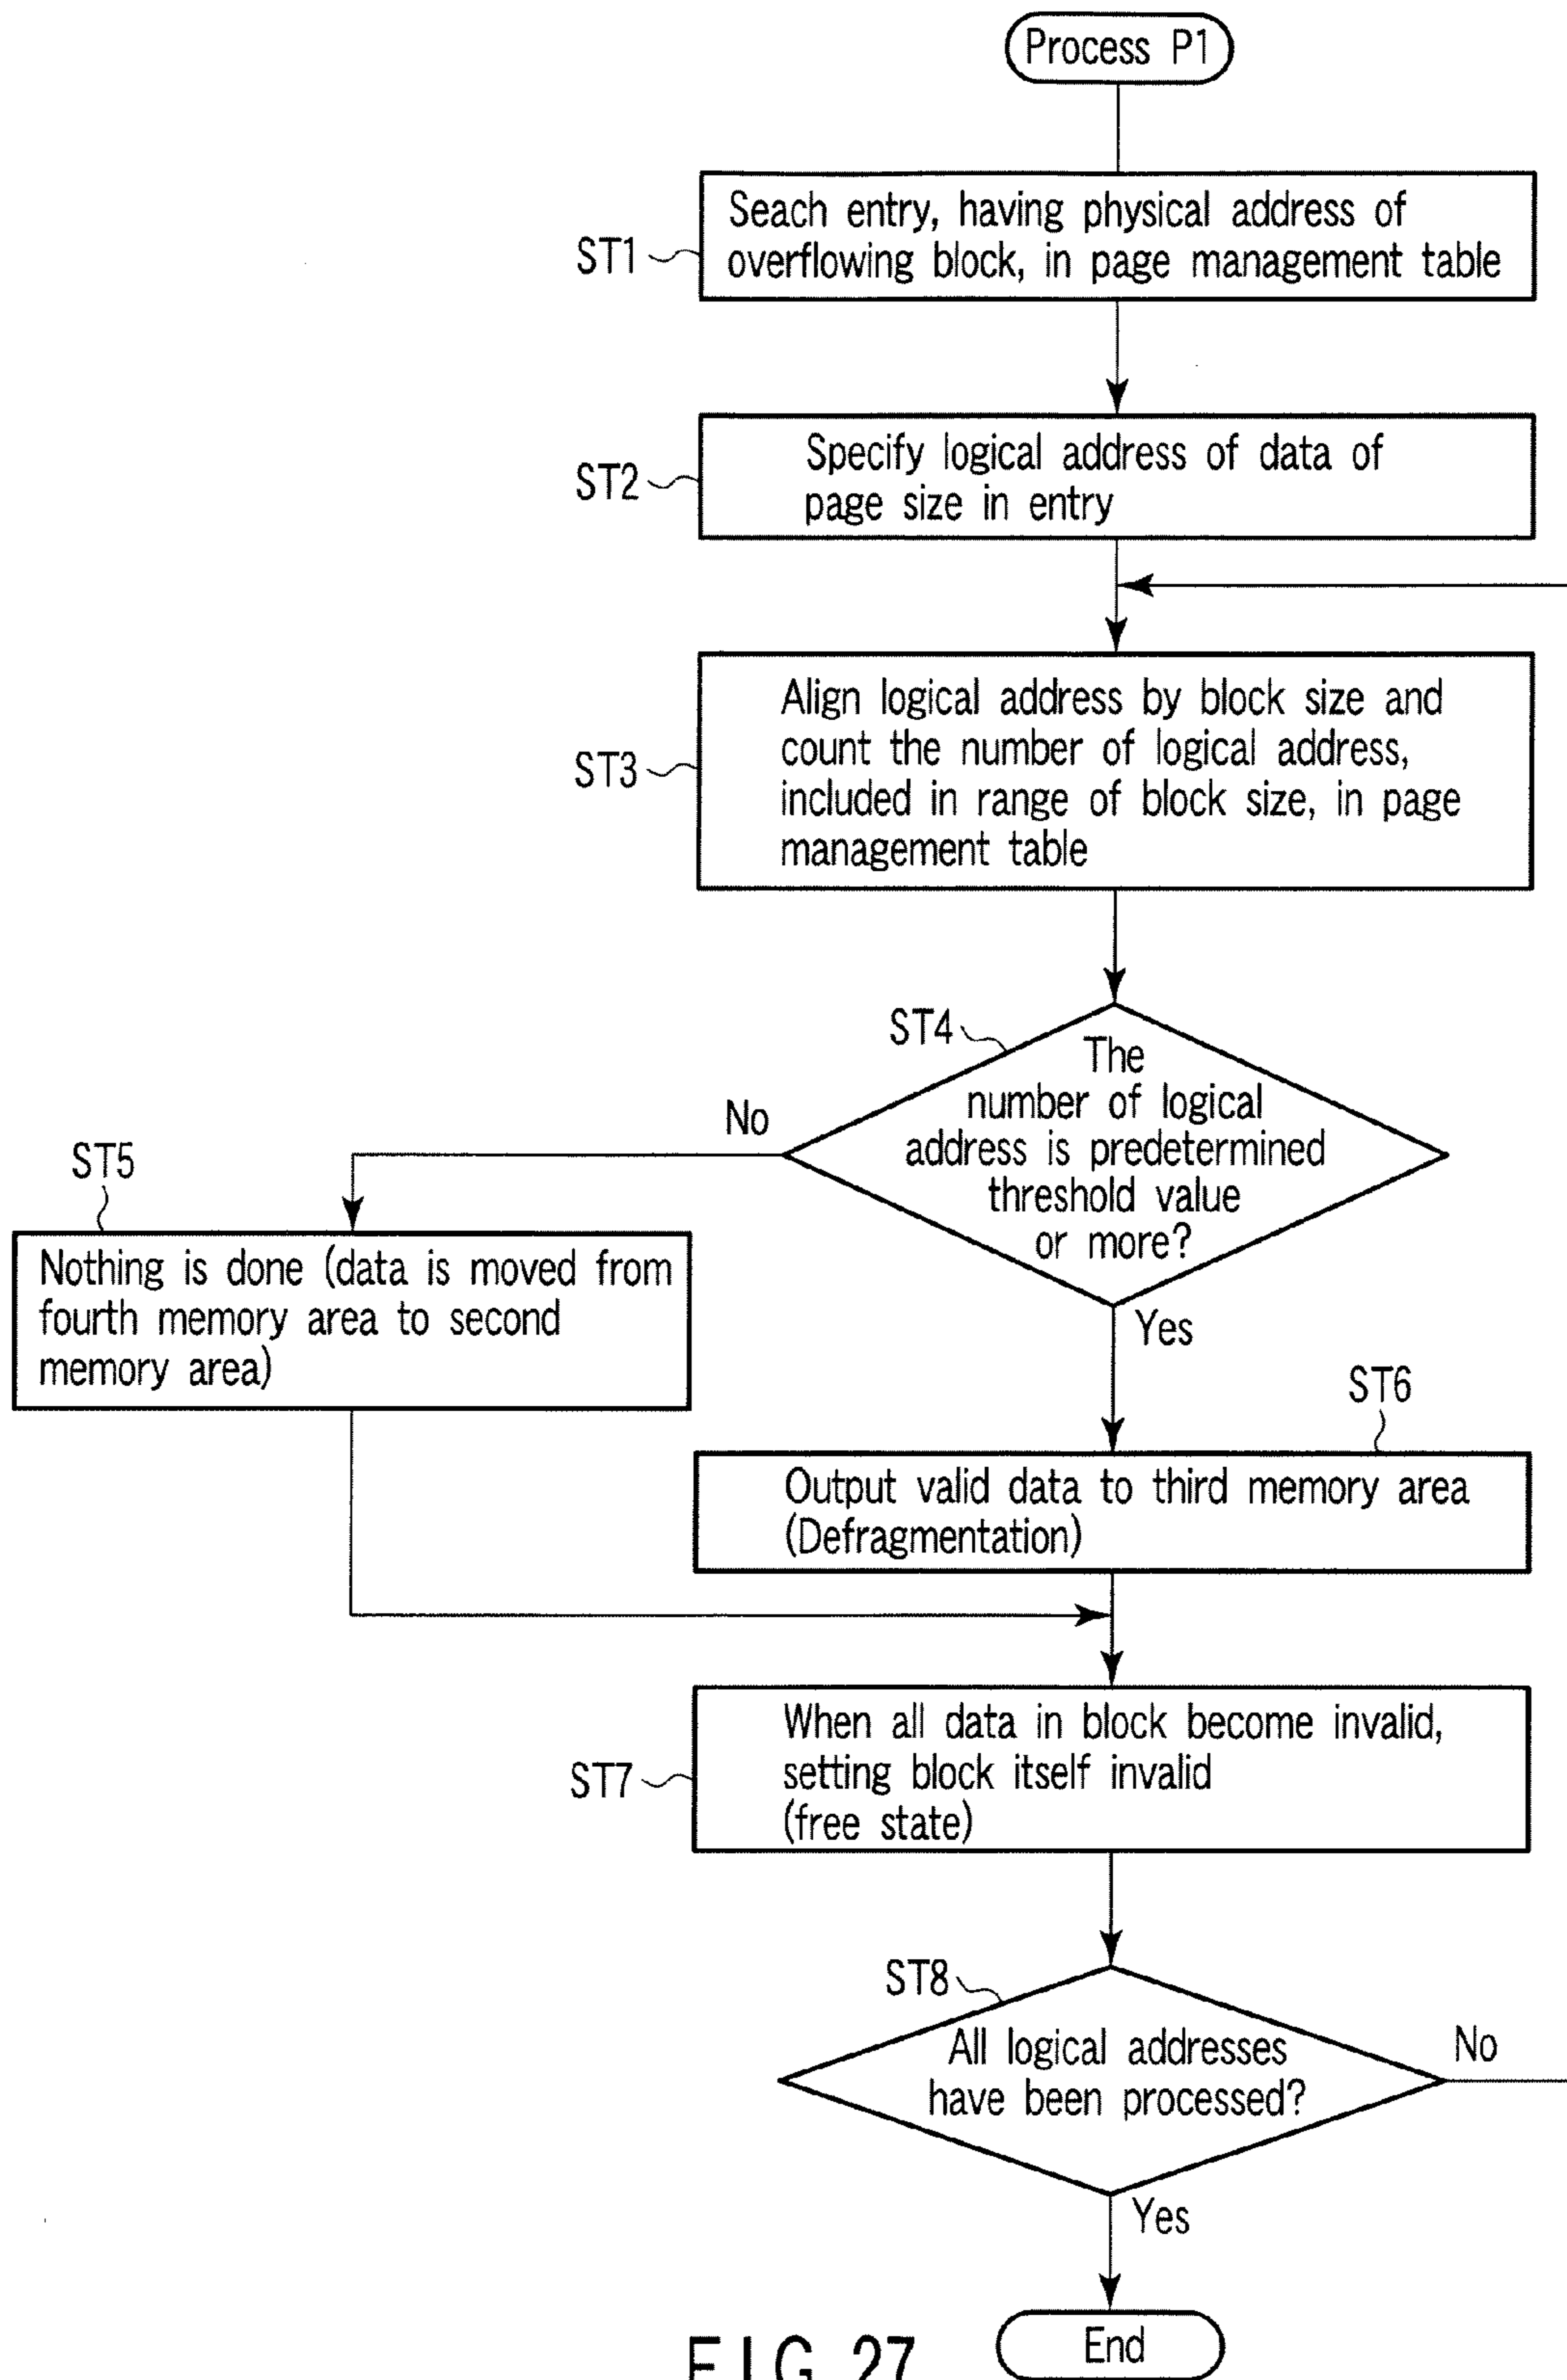 Process P1
ST1
Seach entry, having physical address of
overflowing block, in page management table
ST2
Specify logical address of data of
page size in entry
ST3
Align logical address by block size and
count the number of logical address,
included in range of block size, in page
management table
ST4
The
number of logical
address is predetermined
threshold value
or more?
No
Yes
ST5
Nothing is done (data is moved from
fourth memory area to second
memory area)
ST6
Output valid data to third memory area
(Defragmentation)
ST7
When all data in block become invalid,
setting block itself invalid
(free state)
ST8
All logical addresses
have been processed?
No
Yes
End
FIG. 27